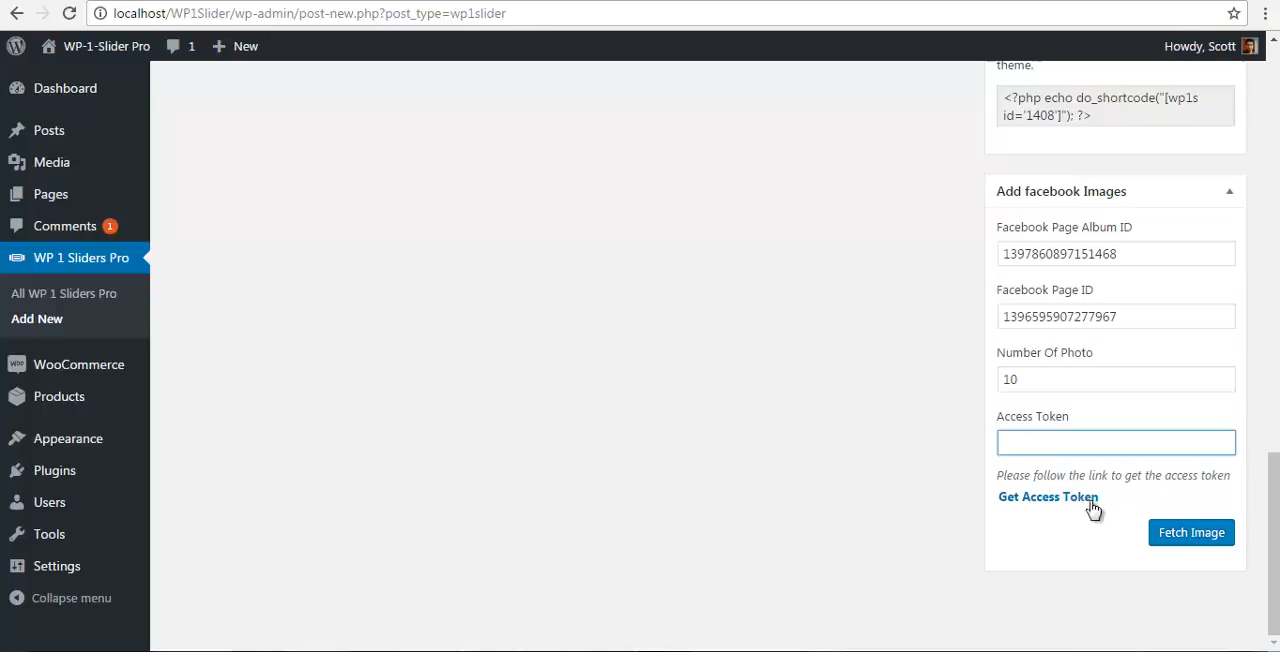 localhost/WP1Slider/wp-admin/post-new.php?post_type=wp1slider
WP-1-Slider Pro
1
New
Howdy, Scott
Dashboard
Posts
Media
Pages
Comments 1
WP 1 Sliders Pro
All WP 1 Sliders Pro
Add New
WooCommerce
Products
Appearance
Plugins
Users
Tools
Settings
Collapse menu
theme. "
<?php echo do_shortcode("[wp1s
id='1408']"); ?>
Add facebook Images
Facebook Page Album ID
1397860897151468
Facebook Page ID
1396595907277967
Number Of Photo
10
Access Token
Please follow the link to get the access token
Get Access Token
Fetch Image